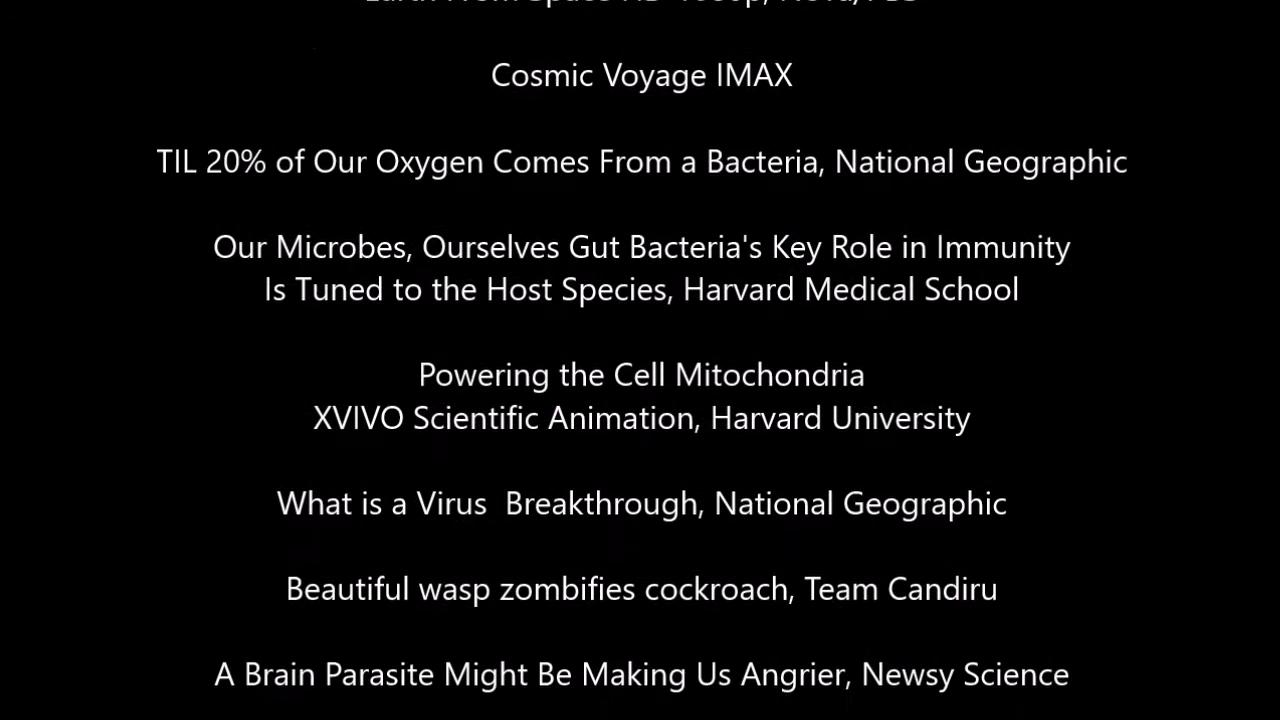 Cosmic Voyage IMAX
TIL 20% of Our Oxygen Comes From a Bacteria, National Geographic
Our Microbes, Ourselves Gut Bacteria's Key Role in Immunity
Is Tuned to the Host Species, Harvard Medical School
Powering the Cell Mitochondria
XVIVO Scientific Animation, Harvard University
What is a Virus  Breakthrough, National Geographic
Beautiful wasp zombifies cockroach, Team Candiru
A Brain Parasite Might Be Making Us Angrier, Newsy Science